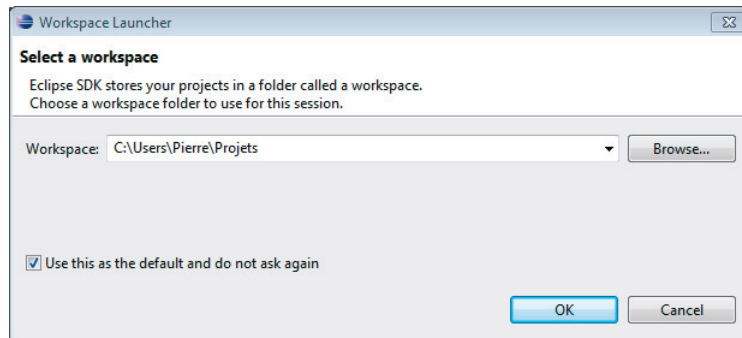 Workspace Launcher
Select a workspace
Eclipse SDK stores your projects in a folder called a workspace.
Choose a workspace folder to use for this session.
Workspace: C:\Users\Pierre\Projets Browse...
Use this as the default and do not ask again
OK Cancel